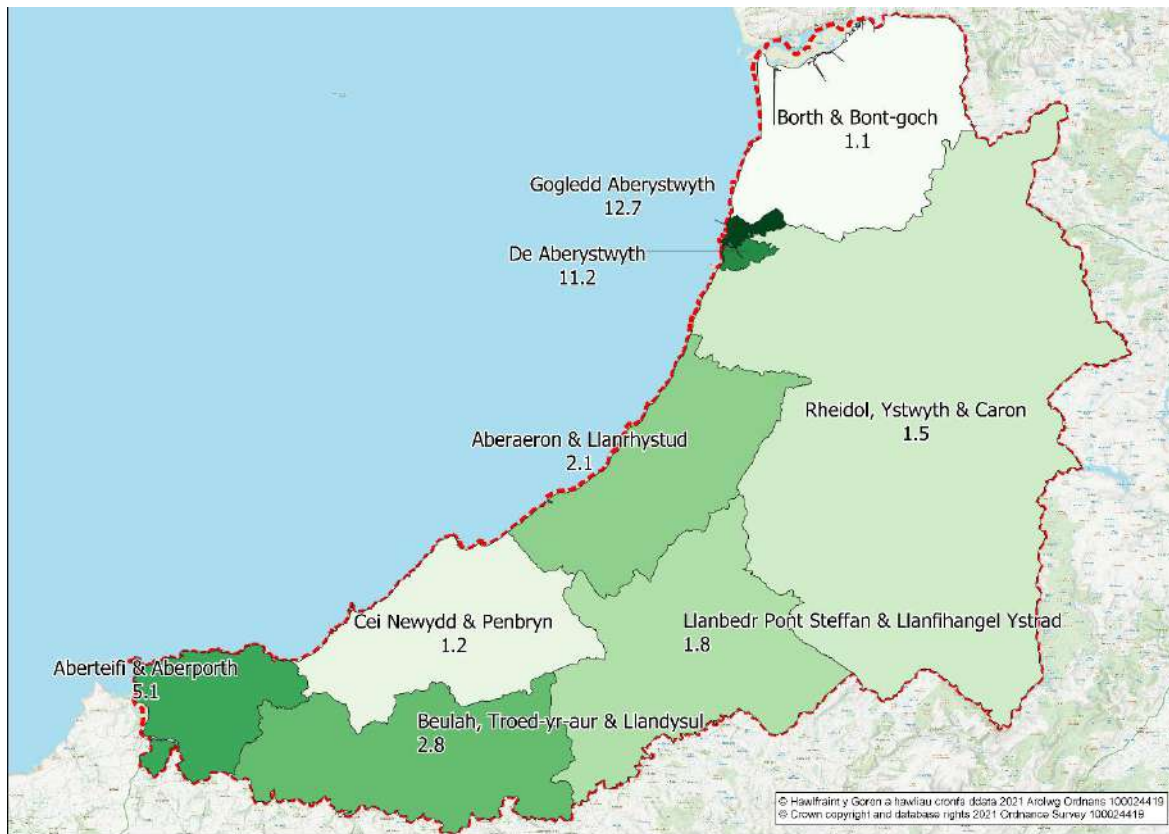 Borth & Bont-goch
1.1
Gogledd Aberystwyth
12.7
De Aberystwyth
11.2
Rheidol, Ystwyth & Caron
1.5
Aberaeron & Llanrhystud
2.1
Cei Newydd & Penbryn
1.2
Llanbedr Pont Steffan & Llanfihangel Ystrad
1.8
Aberteifi & Aberporth
5.1
Beulah, Troed-yr-aur & Llandysul
2.8
© Hawlfraint y Goron a hawliau cronfa ddata 2021 Arolwg Ordnans 100024419
© Crown copyright and database rights 2021 Ordnance Survey 100024419